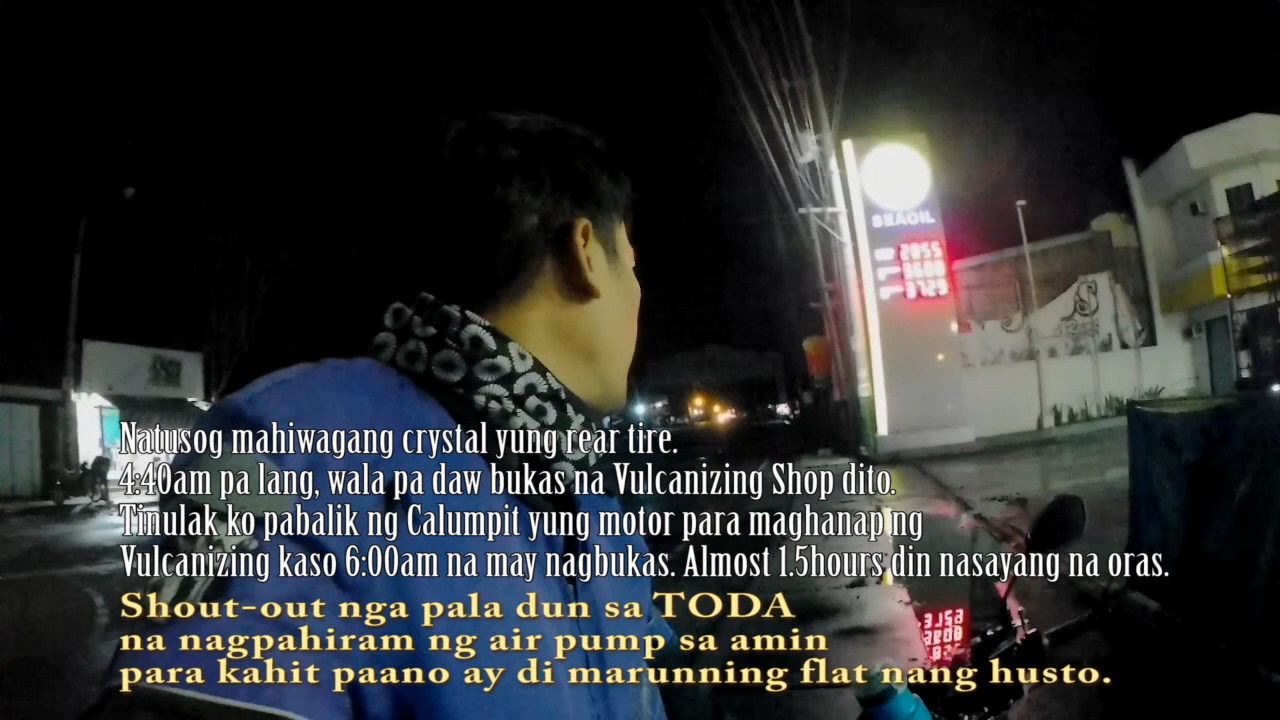 SEAOIL
Natusog mahiwagang crystal yung rear tire.
4:40am pa lang, wala pa daw bukas na Vulcanizing Shop dito.
Tinulak ko pabalik ng Calumpit yung motor para maghanap ng
Vulcanizing kaso 6:00am na may nagbukas. Almost 1.5hours din nasayang na oras.
Shout-out nga pala dun sa TODA
na nagpahiram ng air pump sa amin
para kahit paano ay di marunning flat nang husto.